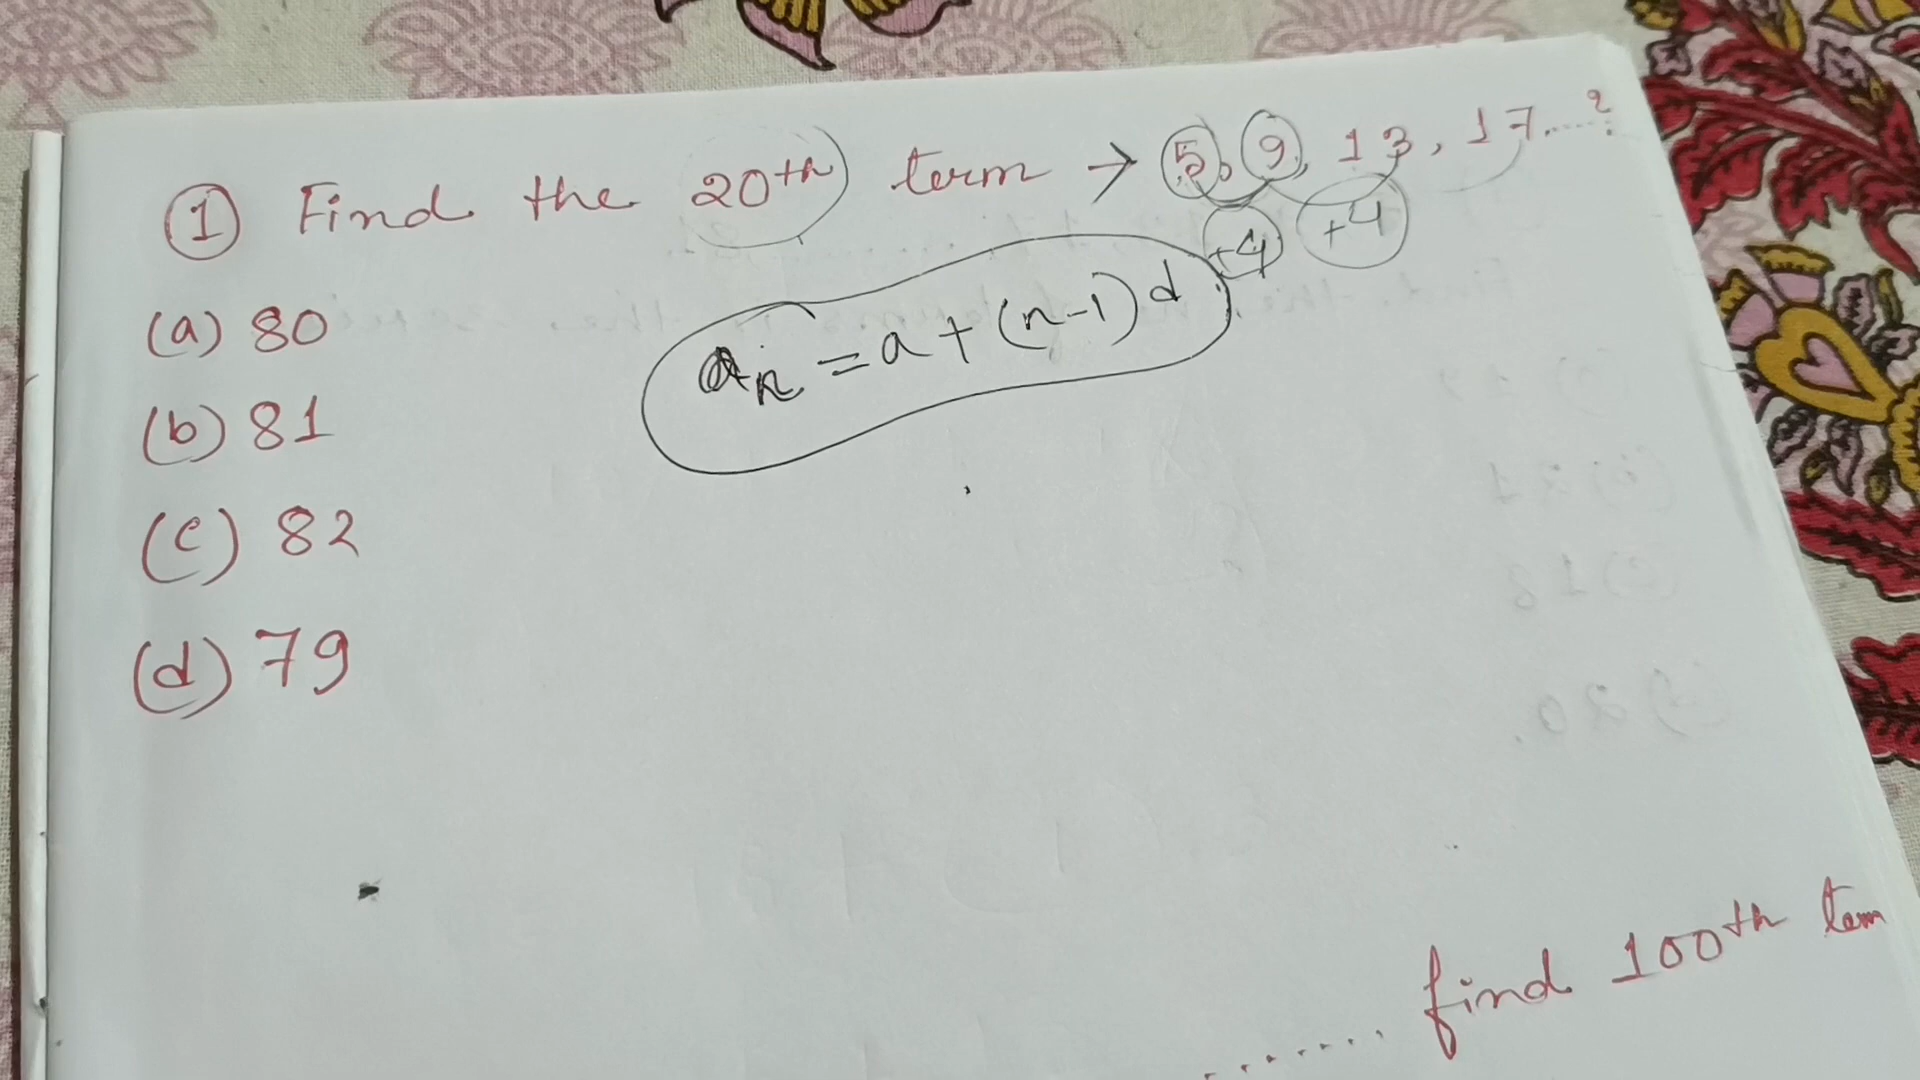 ① Find the 20th term → 5, 9, 13, 17.....?
+4 +4
an = a + (n-1)d
(a) 80
(b) 81
(c) 82
(d) 79
....... find 100th term